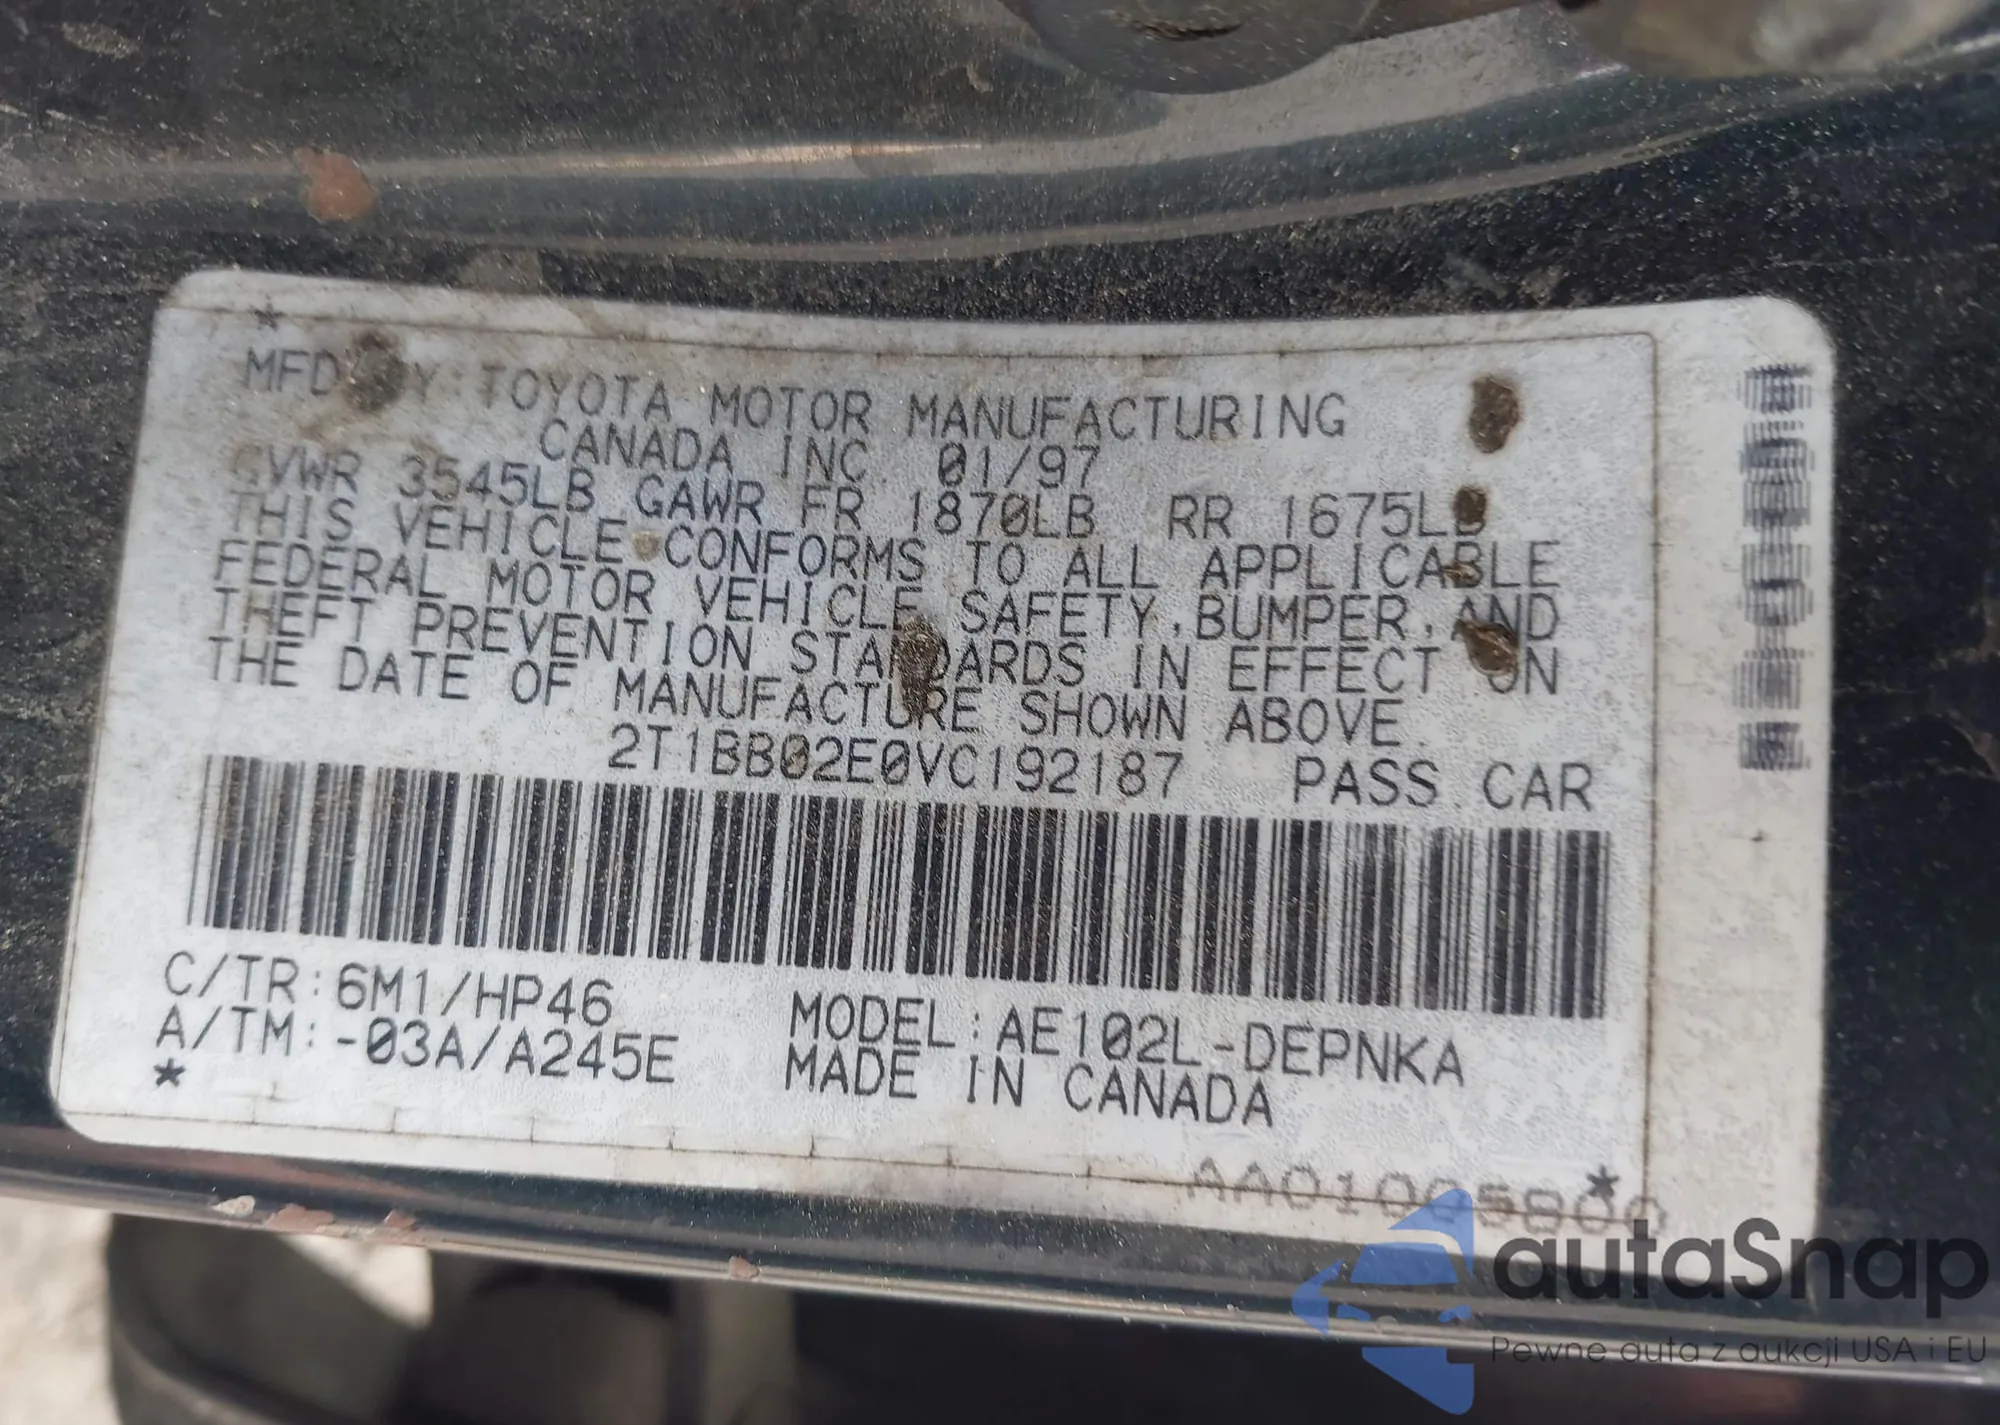 *
MFD BY: TOYOTA MOTOR MANUFACTURING
CANADA INC. 01/97
GVWR 3545LB GAWR FR 1870LB RR 1675LB
THIS VEHICLE CONFORMS TO ALL APPLICABLE
FEDERAL MOTOR VEHICLE SAFETY, BUMPER, AND
THEFT PREVENTION STANDARDS IN EFFECT ON
THE DATE OF MANUFACTURE SHOWN ABOVE.
2T1BB02E0VC192187 PASS. CAR
C/TR: 6M1/HP46
A/TM: -03A/A245E
MODEL: AE102L-DEPNKA
MADE IN CANADA
* *
AA01005800
autaSnap
Pewne auta z aukcji USA i EU